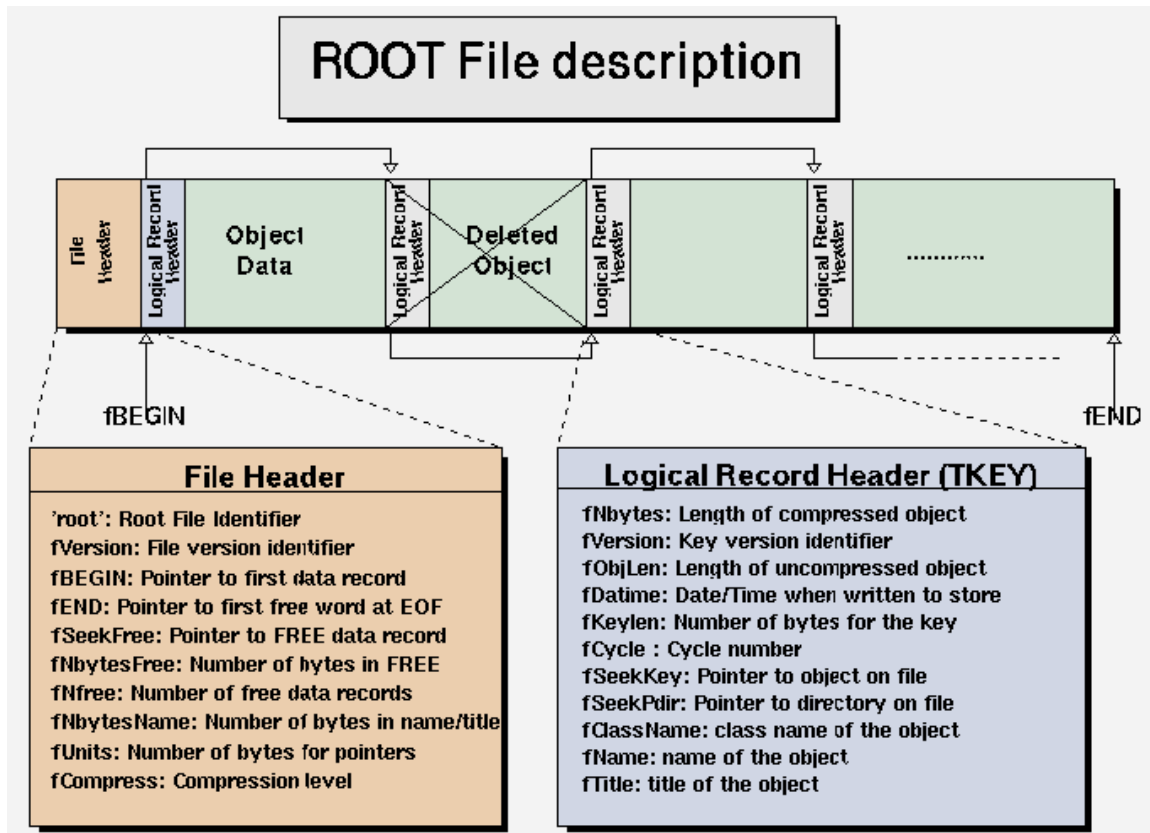 ROOT File description
File
Header
Logical Record
Header
Object
Data
Logical Record
Header
Deleted
Object
Logical Record
Header
Logical Record
Header
............
fBEGIN
fEND
File Header
'root': Root File Identifier
fVersion: File version identifier
fBEGIN: Pointer to first data record
fEND: Pointer to first free word at EOF
fSeekFree: Pointer to FREE data record
fNbytesFree: Number of bytes in FREE
fNfree: Number of free data records
fNbytesName: Number of bytes in name/title
fUnits: Number of bytes for pointers
fCompress: Compression level
Logical Record Header (TKEY)
fNbytes: Length of compressed object
fVersion: Key version identifier
fObjLen: Length of uncompressed object
fDatime: Date/Time when written to store
fKeylen: Number of bytes for the key
fCycle : Cycle number
fSeekKey: Pointer to object on file
fSeekPdir: Pointer to directory on file
fClassName: class name of the object
fName: name of the object
fTitle: title of the object